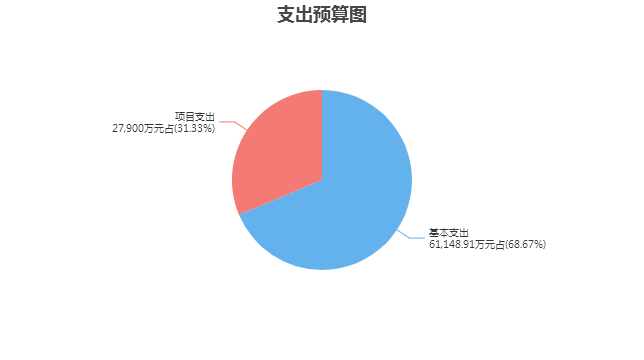 支出预算图
项目支出
27,900万元占(31.33%)
基本支出
61,148.91万元占(68.67%)